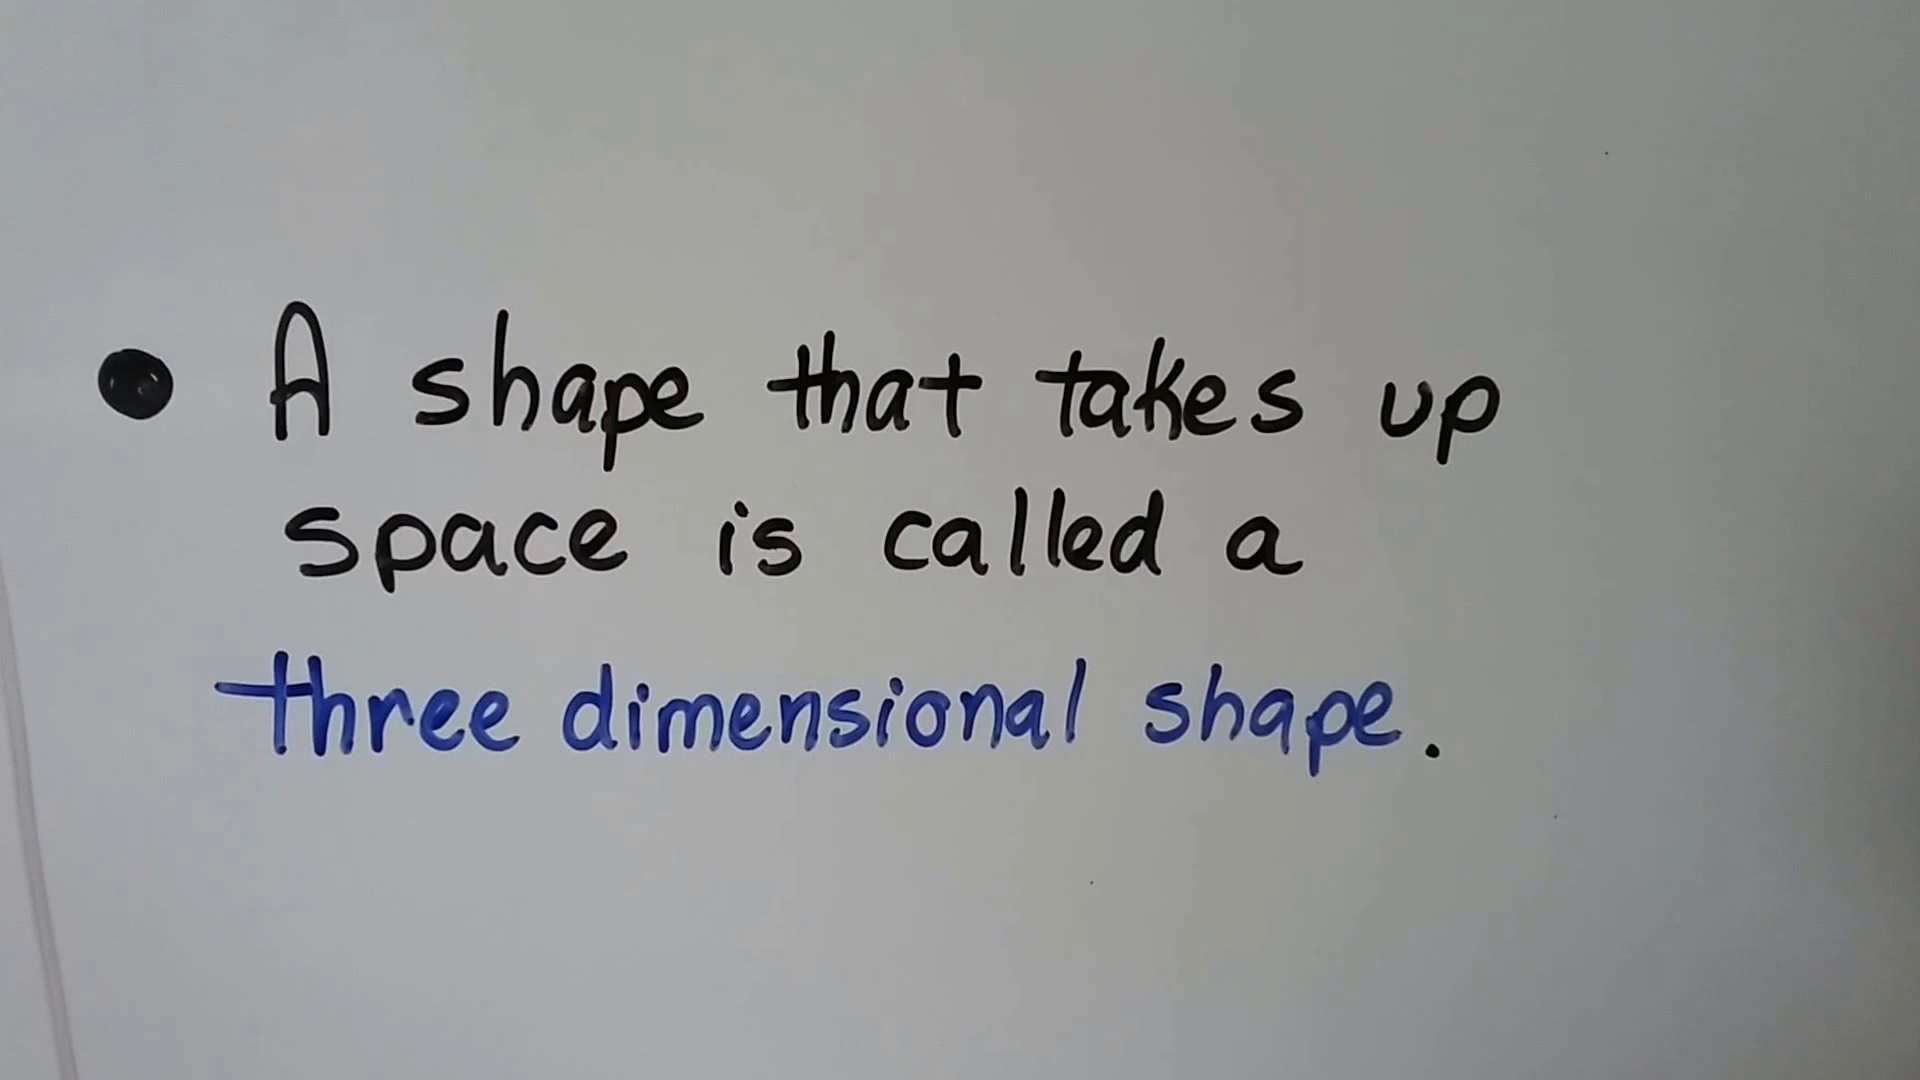 • A shape that takes up
space is called a
three dimensional shape.